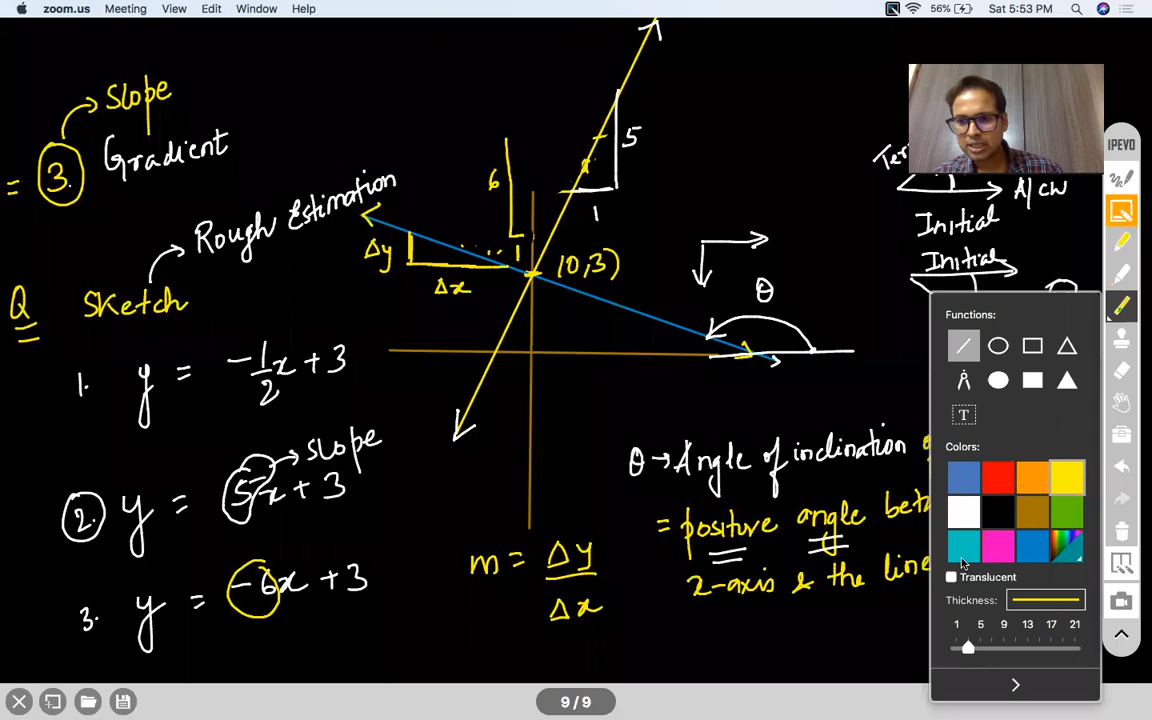 zoom.us Meeting View Edit Window Help
56% Sat 5:53 PM
Slope
= 3. Gradient
Rough Estimation
Q Sketch
1. y = -1/2x + 3
slope
2. y = 5x + 3
3. y = -6x + 3
6
1
5
1
(0,3)
Δy
Δx
θ
m = Δy/Δx
A/CW
Initial
Initial
θ → Angle of inclination
= positive angle
x-axis & the line
IPEVO
Functions:
T
Colors:
Translucent
Thickness:
1 5 9 13 17 21
9 / 9